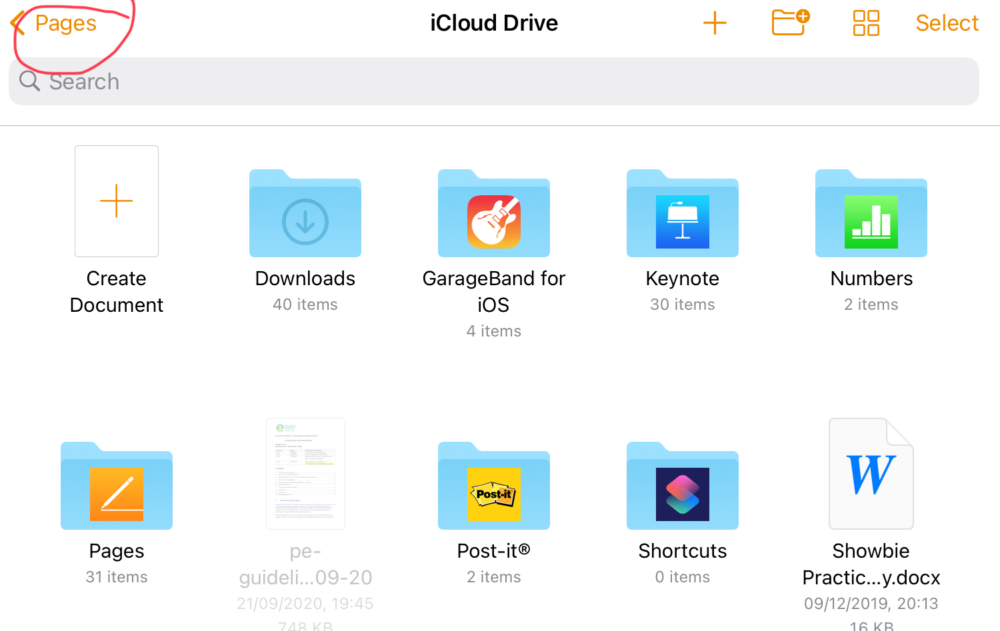 Pages
iCloud Drive
Select
Search
Create
Document
Downloads
40 items
GarageBand for
iOS
4 items
Keynote
30 items
Numbers
2 items
Pages
31 items
pe-
guideli...09-20
21/09/2020, 19:45
748 KB
Post-it
Post-it®
2 items
Shortcuts
0 items
W
Showbie
Practic...y.docx
09/12/2019, 20:13
16 KB